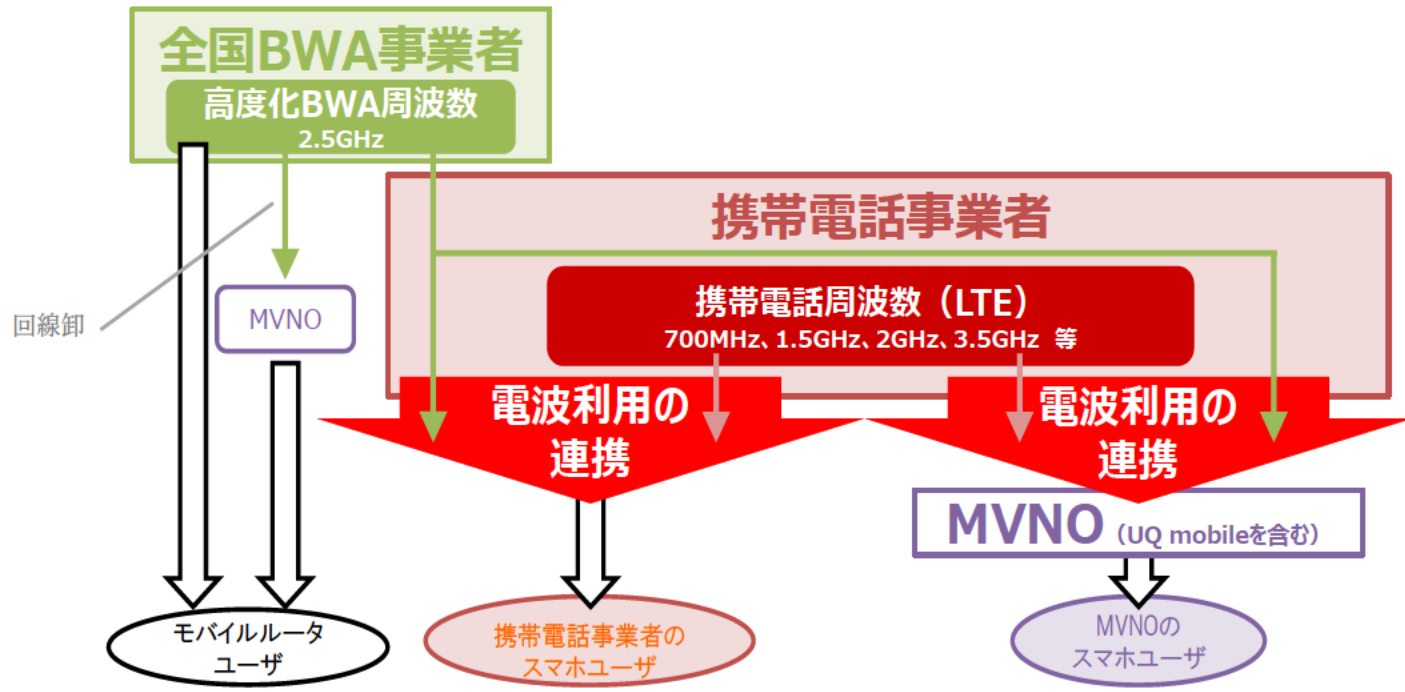 全国BWA事業者
高度化BWA周波数
2.5GHz
携帯電話事業者
携帯電話周波数（LTE）
700MHz、1.5GHz、2GHz、3.5GHz 等
回線卸
MVNO
電波利用の
連携
電波利用の
連携
MVNO（UQ mobileを含む）
モバイルルータ
ユーザ
携帯電話事業者の
スマホユーザ
MVNOの
スマホユーザ